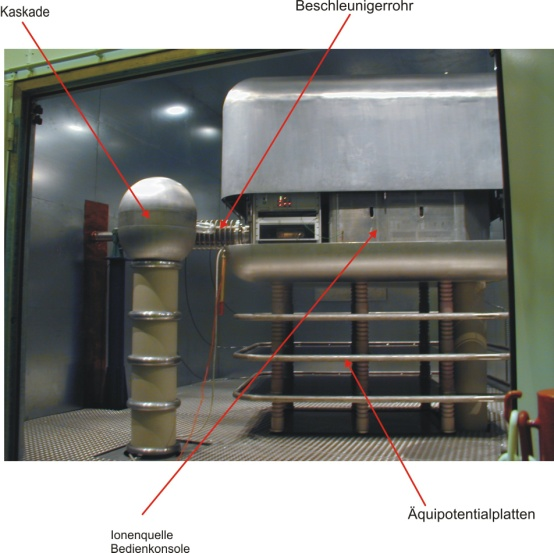 Kaskade
Beschleunigerrohr
Äquipotentialplatten
Ionenquelle
Bedienkonsole